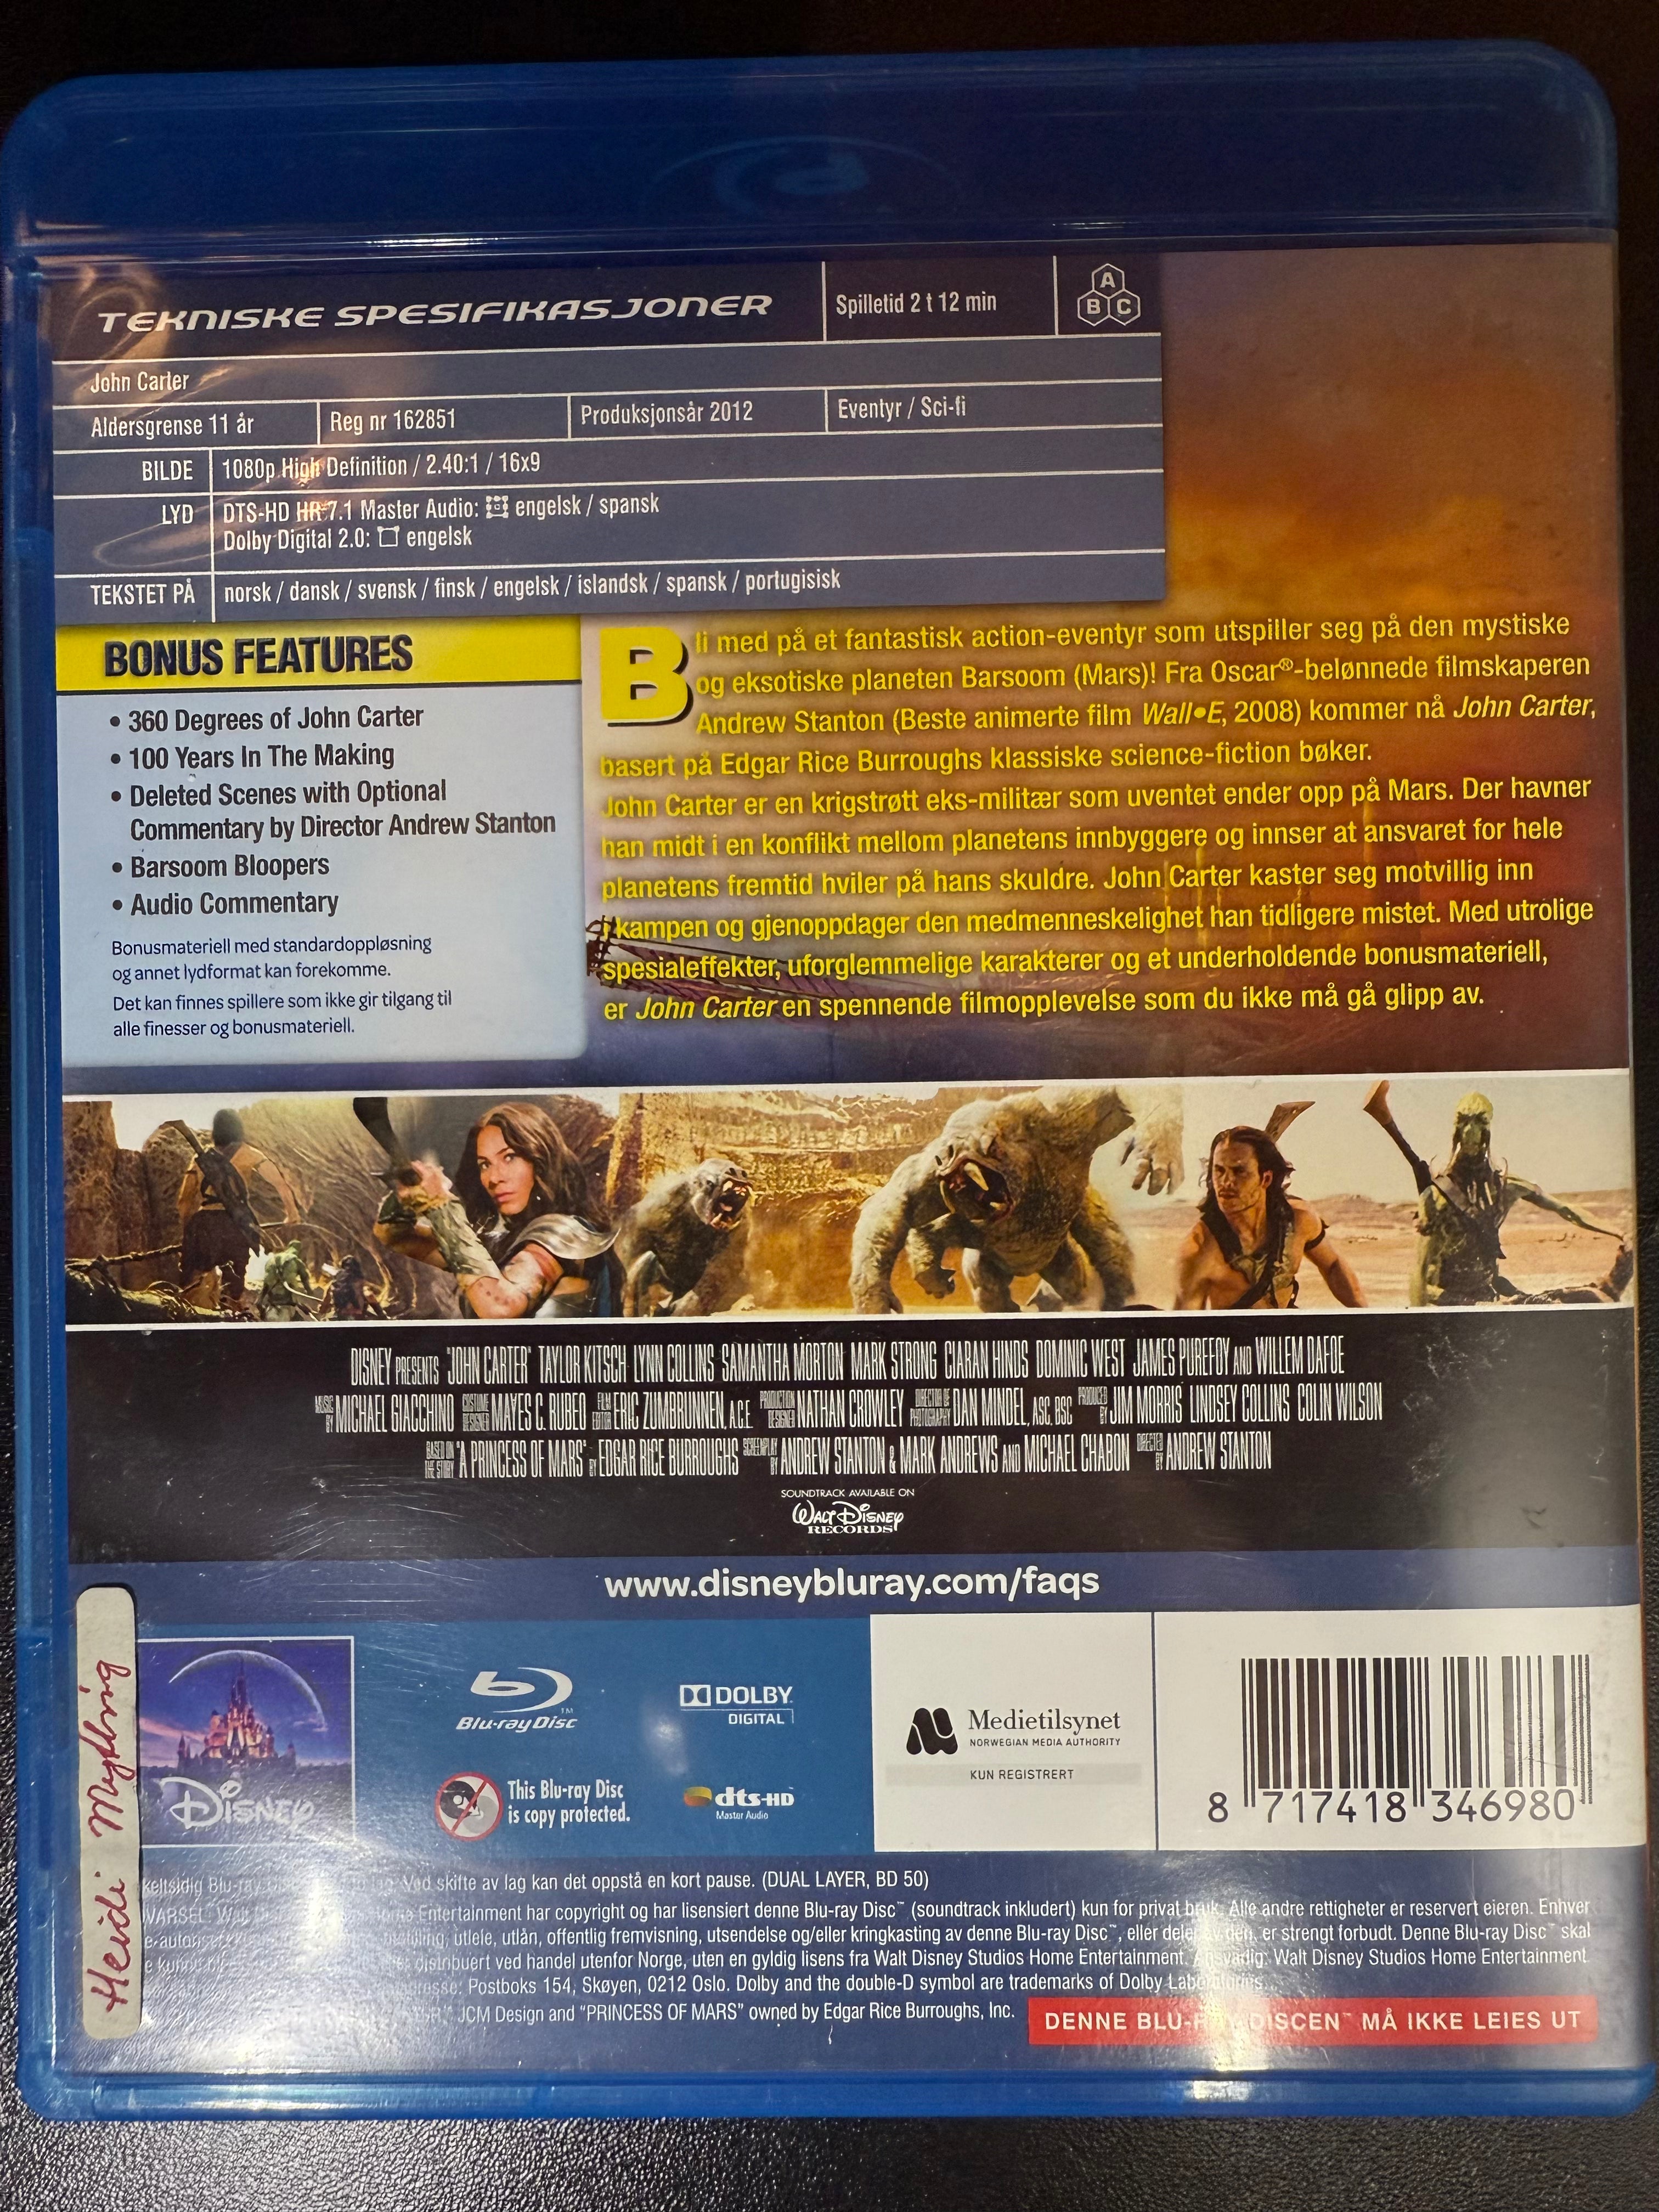 TEKNISKE SPESIFIKASJONER
Spilletid 2 t 12 min
A
B C
John Carter
Aldersgrense 11 år
Reg nr 162851
Produksjonsår 2012
Eventyr / Sci-fi
BILDE
1080p High Definition / 2.40:1 / 16x9
LYD
DTS-HD HR 7.1 Master Audio: engelsk / spansk
Dolby Digital 2.0: engelsk
TEKSTET PÅ
norsk / dansk / svensk / finsk / engelsk / islandsk / spansk / portugisisk
BONUS FEATURES
• 360 Degrees of John Carter
• 100 Years In The Making
• Deleted Scenes with Optional
Commentary by Director Andrew Stanton
• Barsoom Bloopers
• Audio Commentary
Bonusmateriell med standardoppløsning
og annet lydformat kan forekomme.
Det kan finnes spillere som ikke gir tilgang til
alle finesser og bonusmateriell.
Bli med på et fantastisk action-eventyr som utspiller seg på den mystiske
og eksotiske planeten Barsoom (Mars)! Fra Oscar®-belønnede filmskaperen
Andrew Stanton (Beste animerte film Wall•E, 2008) kommer nå John Carter,
basert på Edgar Rice Burroughs klassiske science-fiction bøker.
John Carter er en krigstrøtt eks-militær som uventet ender opp på Mars. Der havner
han midt i en konflikt mellom planetens innbyggere og innser at ansvaret for hele
planetens fremtid hviler på hans skuldre. John Carter kaster seg motvillig inn
i kampen og gjenoppdager den medmenneskelighet han tidligere mistet. Med utrolige
spesialeffekter, uforglemmelige karakterer og et underholdende bonusmateriell,
er John Carter en spennende filmopplevelse som du ikke må gå glipp av.
DISNEY PRESENTS "JOHN CARTER" TAYLOR KITSCH LYNN COLLINS SAMANTHA MORTON MARK STRONG CIARAN HINDS DOMINIC WEST JAMES PUREFOY AND WILLEM DAFOE
MUSIC BY MICHAEL GIACCHINO COSTUME DESIGNER MAYES C. RUBEO FILM EDITOR ERIC ZUMBRUNNEN, A.C.E. PRODUCTION DESIGNER NATHAN CROWLEY DIRECTOR OF PHOTOGRAPHY DAN MINDEL, ASC, BSC PRODUCED BY JIM MORRIS LINDSEY COLLINS COLIN WILSON
BASED ON THE STORY "A PRINCESS OF MARS" BY EDGAR RICE BURROUGHS SCREENPLAY BY ANDREW STANTON & MARK ANDREWS AND MICHAEL CHABON DIRECTED BY ANDREW STANTON
SOUNDTRACK AVAILABLE ON
WALT DISNEY
RECORDS
www.disneybluray.com/faqs
Heidi
Disney
Blu-ray Disc™
DOLBY
DIGITAL
This Blu-ray Disc
is copy protected.
dts-HD
Master Audio
Medietilsynet
NORWEGIAN MEDIA AUTHORITY
KUN REGISTRERT
8 717418 346980
keltsidig Blu-ray Ved skifte av lag kan det oppstå en kort pause. (DUAL LAYER, BD 50)
Entertainment har copyright og har lisensiert denne Blu-ray Disc™ (soundtrack inkludert) kun for privat bruk. Alle andre rettigheter er reservert eieren. Enhver
utleie, utlån, offentlig fremvisning, utsendelse og/eller kringkasting av denne Blu-ray Disc™, eller deler av den, er strengt forbudt. Denne Blu-ray Disc™ skal
distribuert ved handel utenfor Norge, uten en gyldig lisens fra Walt Disney Studios Home Entertainment. Ansvarlig: Walt Disney Studios Home Entertainment
Postboks 154, Skøyen, 0212 Oslo. Dolby and the double-D symbol are trademarks of Dolby Laboratories.
JCM Design and "PRINCESS OF MARS" owned by Edgar Rice Burroughs, Inc.
DENNE BLU-RAY DISCEN™ MÅ IKKE LEIES UT